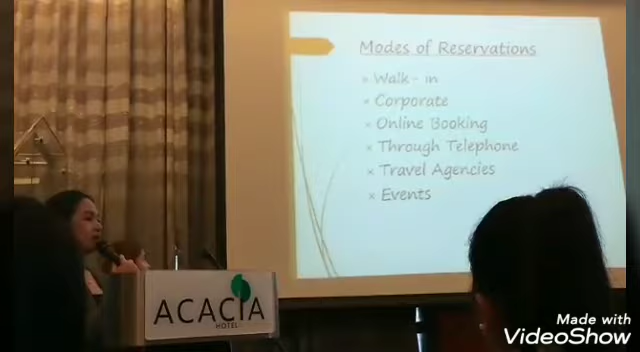 Modes of Reservations
× Walk- in
× Corporate
× Online Booking
× Through Telephone
× Travel Agencies
× Events
ACACIA
HOTEL
Made with
VideoShow